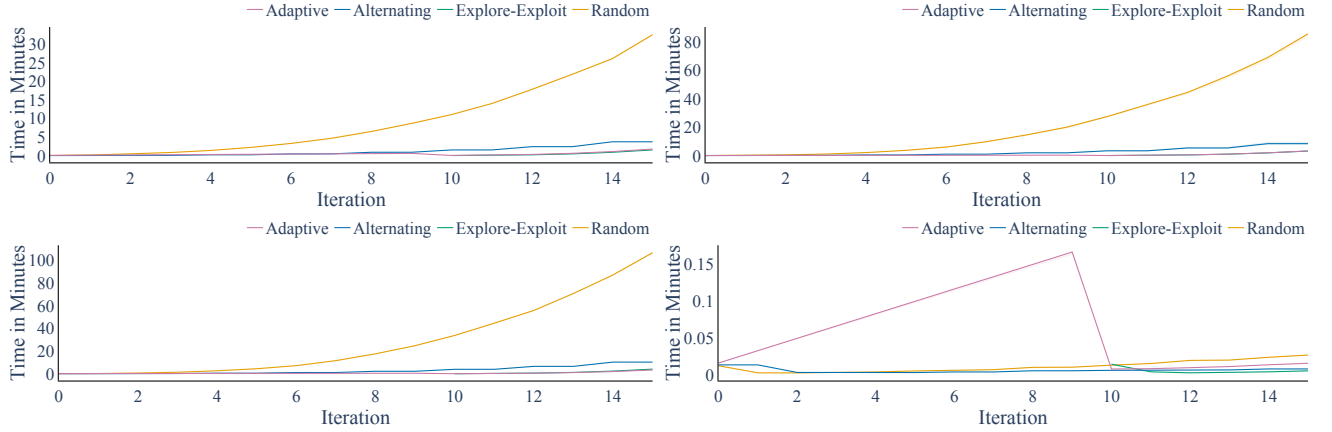 Adaptive Alternating Explore-Exploit Random
Time in Minutes
30
25
20
15
10
5
0
0 2 4 6 8 10 12 14
Iteration
Adaptive Alternating Explore-Exploit Random
Time in Minutes
80
60
40
20
0
0 2 4 6 8 10 12 14
Iteration
Adaptive Alternating Explore-Exploit Random
Time in Minutes
100
80
60
40
20
0
0 2 4 6 8 10 12 14
Iteration
Adaptive Alternating Explore-Exploit Random
Time in Minutes
0.15
0.1
0.05
0
0 2 4 6 8 10 12 14
Iteration